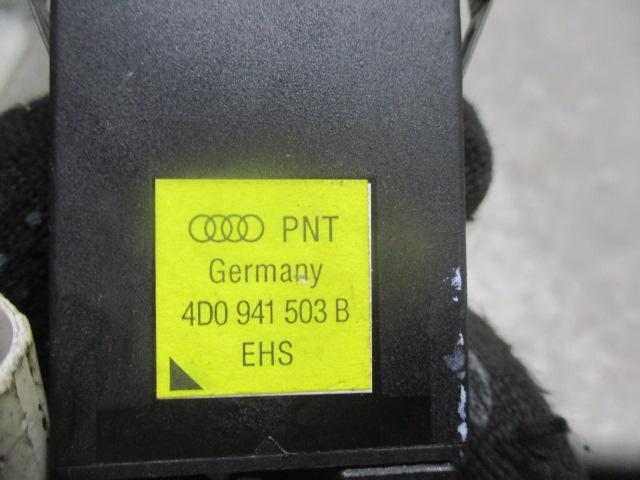 PNT
Germany
4D0 941 503 B
EHS